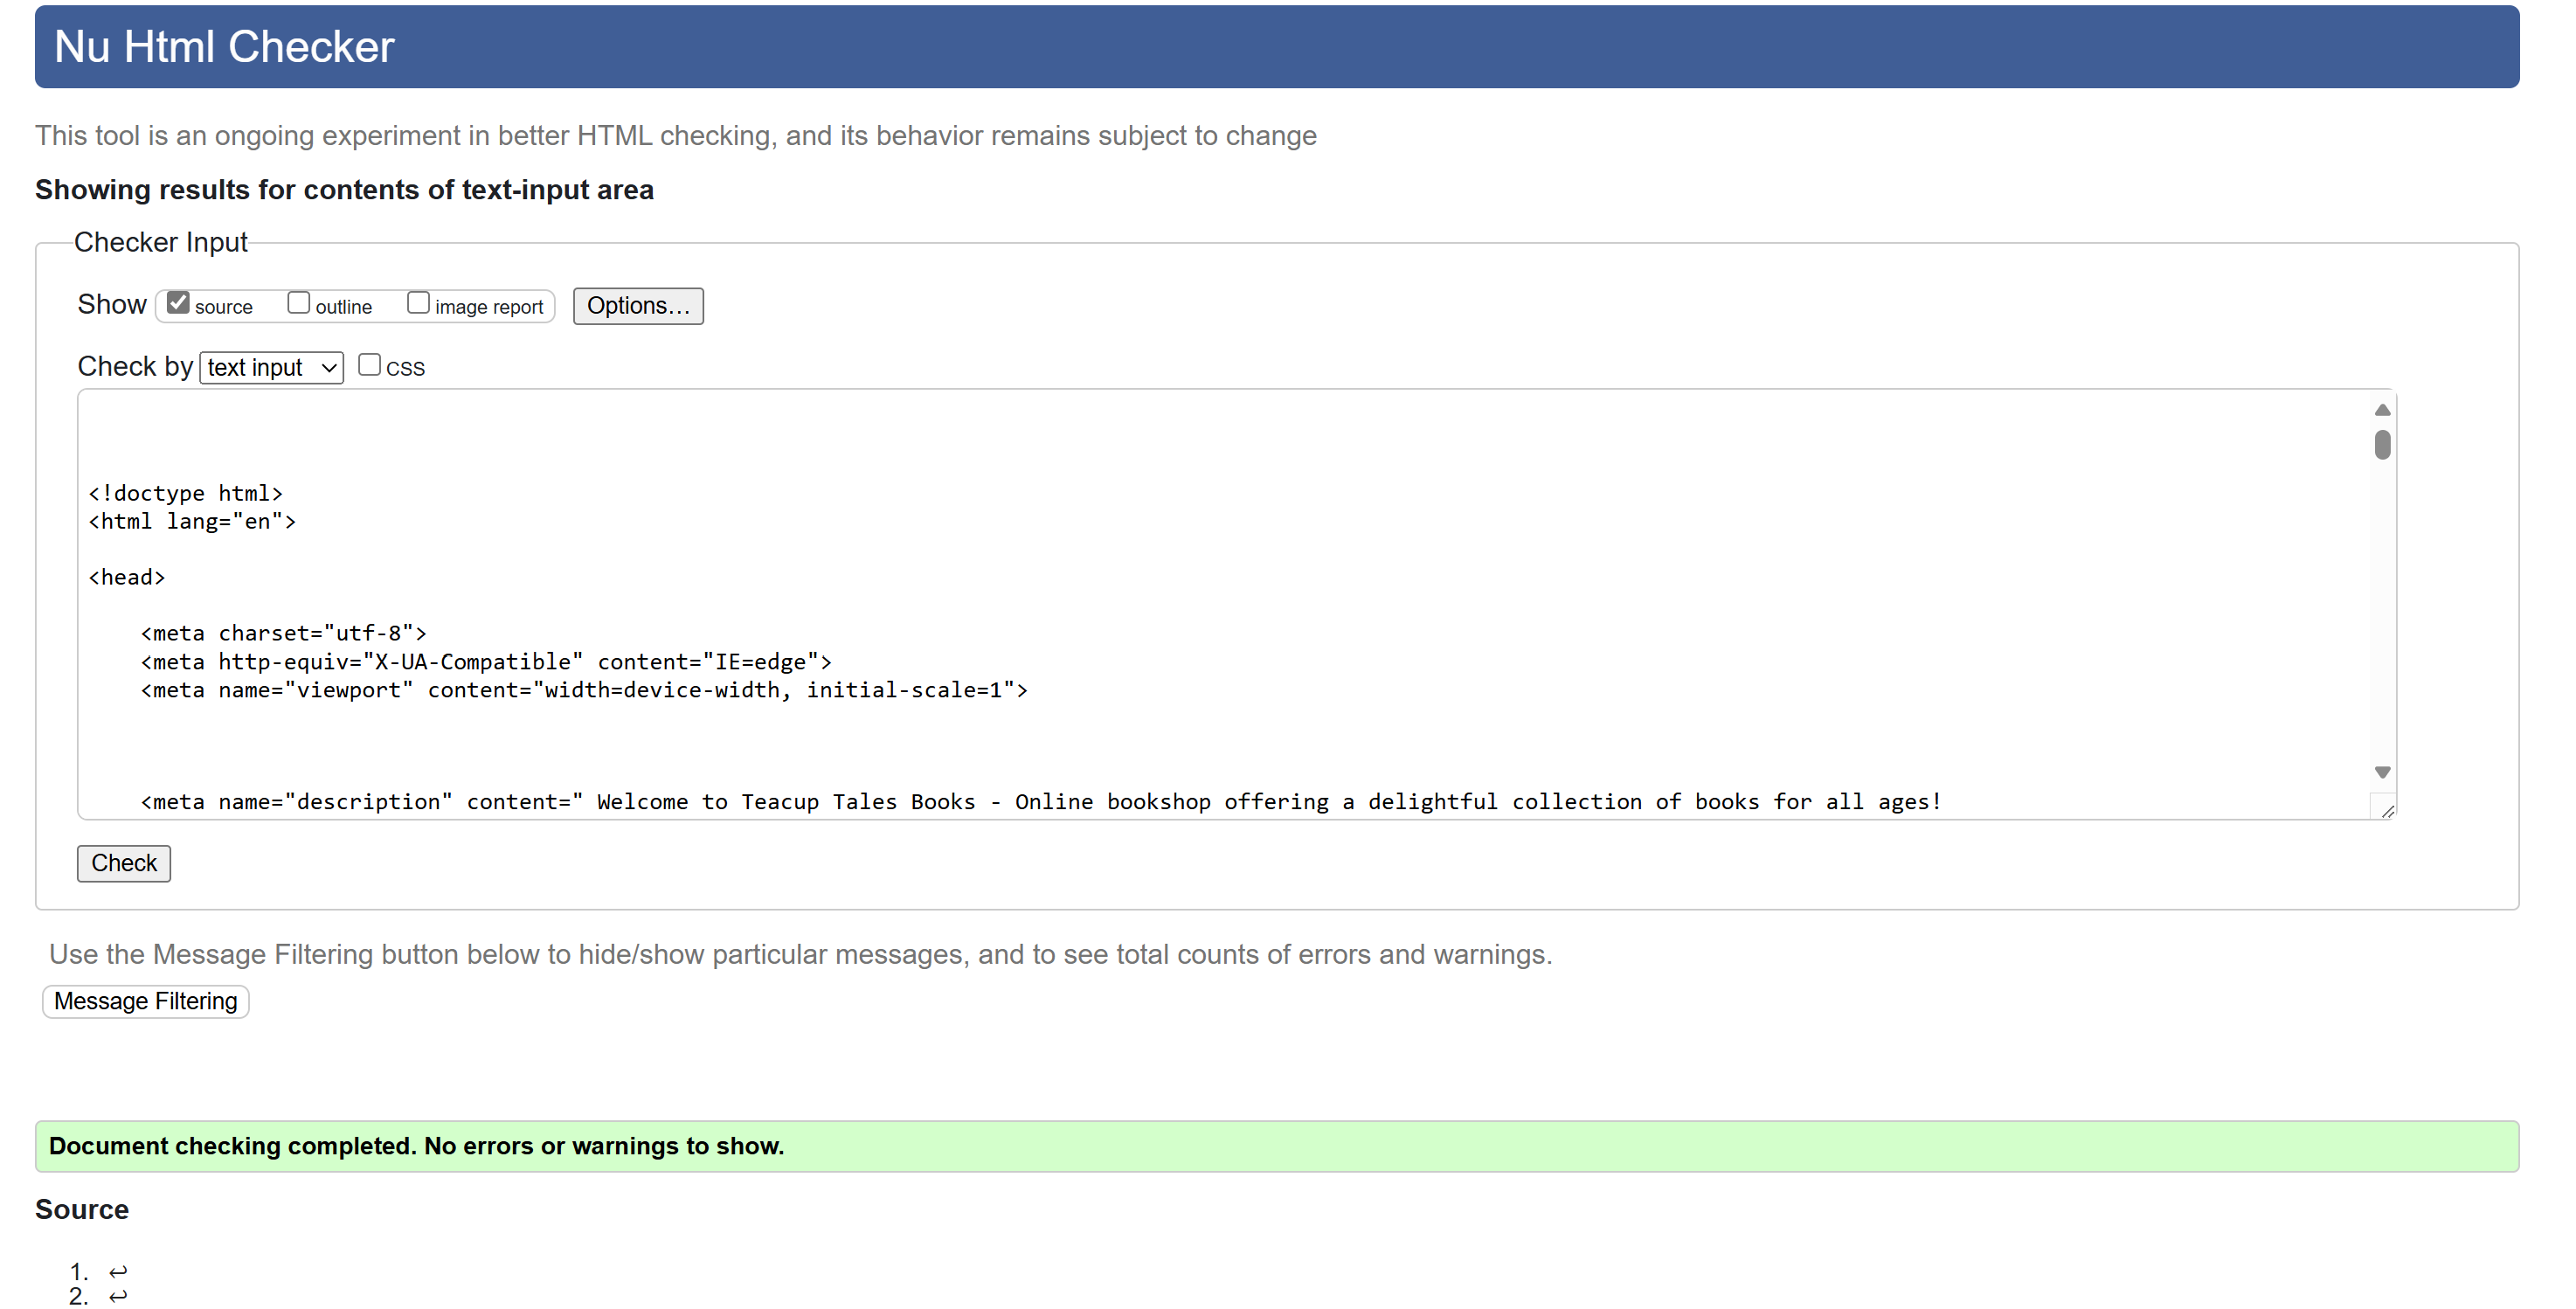 Nu Html Checker
This tool is an ongoing experiment in better HTML checking, and its behavior remains subject to change
Showing results for contents of text-input area
Checker Input
Show source outline image report Options...
Check by text input CSS
<!doctype html>
<html lang="en">
<head>
<meta charset="utf-8">
<meta http-equiv="X-UA-Compatible" content="IE=edge">
<meta name="viewport" content="width=device-width, initial-scale=1">
<meta name="description" content=" Welcome to Teacup Tales Books - Online bookshop offering a delightful collection of books for all ages!
Check
Use the Message Filtering button below to hide/show particular messages, and to see total counts of errors and warnings.
Message Filtering
Document checking completed. No errors or warnings to show.
Source
1. ↩
2. ↩